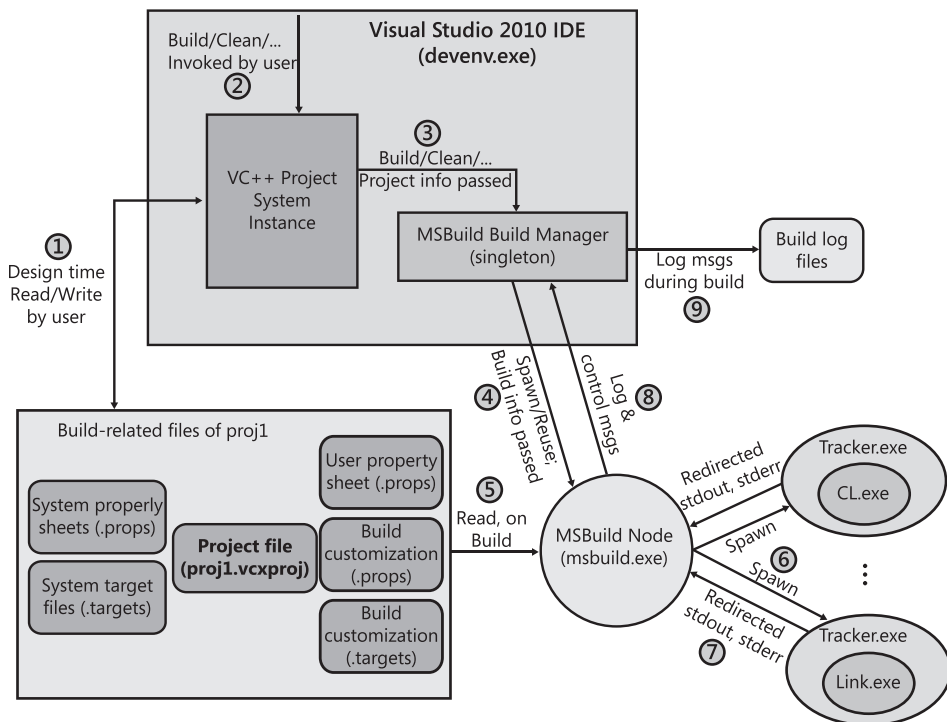 Visual Studio 2010 IDE
(devenv.exe)
Build/Clean/...
Invoked by user
2
VC++ Project
System
Instance
3
Build/Clean/...
Project info passed
MSBuild Build Manager
(singleton)
Log msgs
during build
9
Build log
files
1
Design time
Read/Write
by user
4
Spawn/Reuse;
Build info passed
Log &
control msgs
8
Build-related files of proj1
System properly
sheets (.props)
System target
files (.targets)
Project file
(proj1.vcxproj)
User property
sheet (.props)
Build
customization
(.props)
Build
customization
(.targets)
5
Read, on
Build
MSBuild Node
(msbuild.exe)
Redirected
stdout, stderr
Spawn
6
Spawn
Redirected
stdout, stderr
7
Tracker.exe
CL.exe
⋮
Tracker.exe
Link.exe